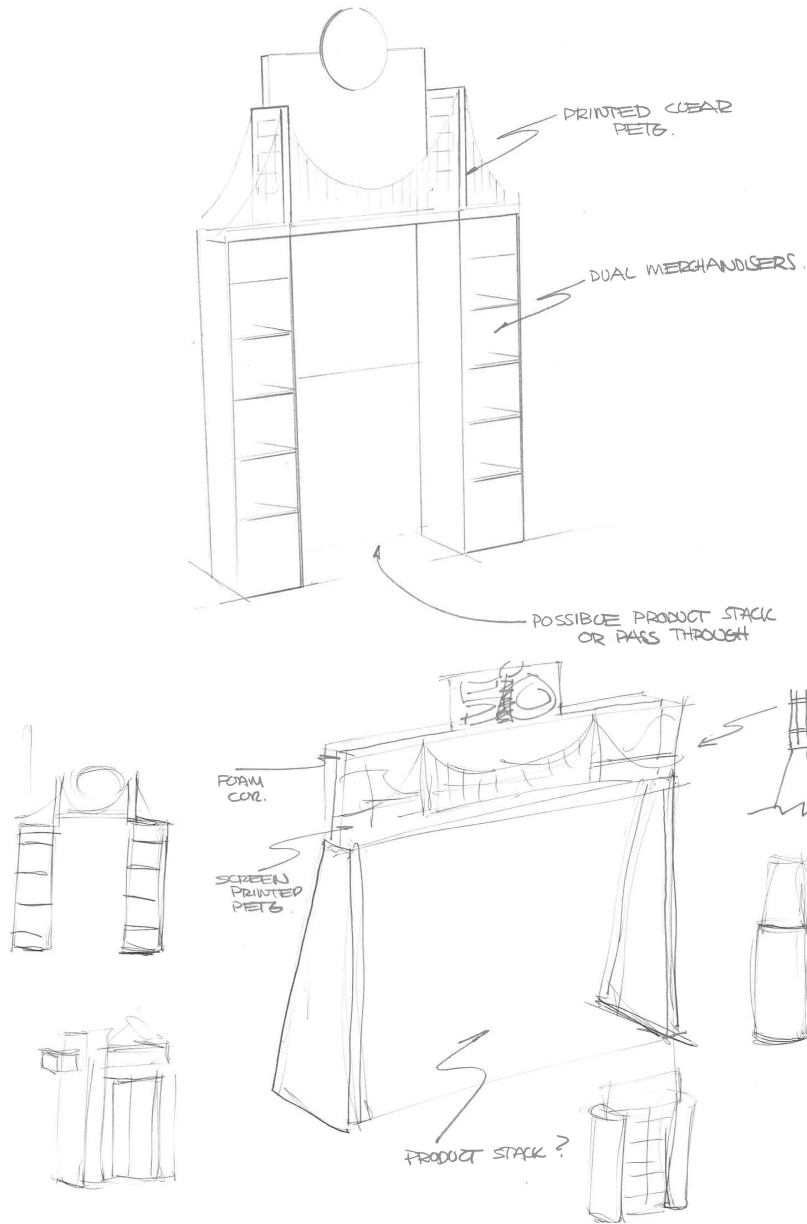 PRINTED CLEAR
PETG.
DUAL MERCHANDISERS.
POSSIBLE PRODUCT STACK
OR PASS THROUGH
FOAM
COR.
SCREEN
PRINTED
PETG.
PRODUCT STACK ?